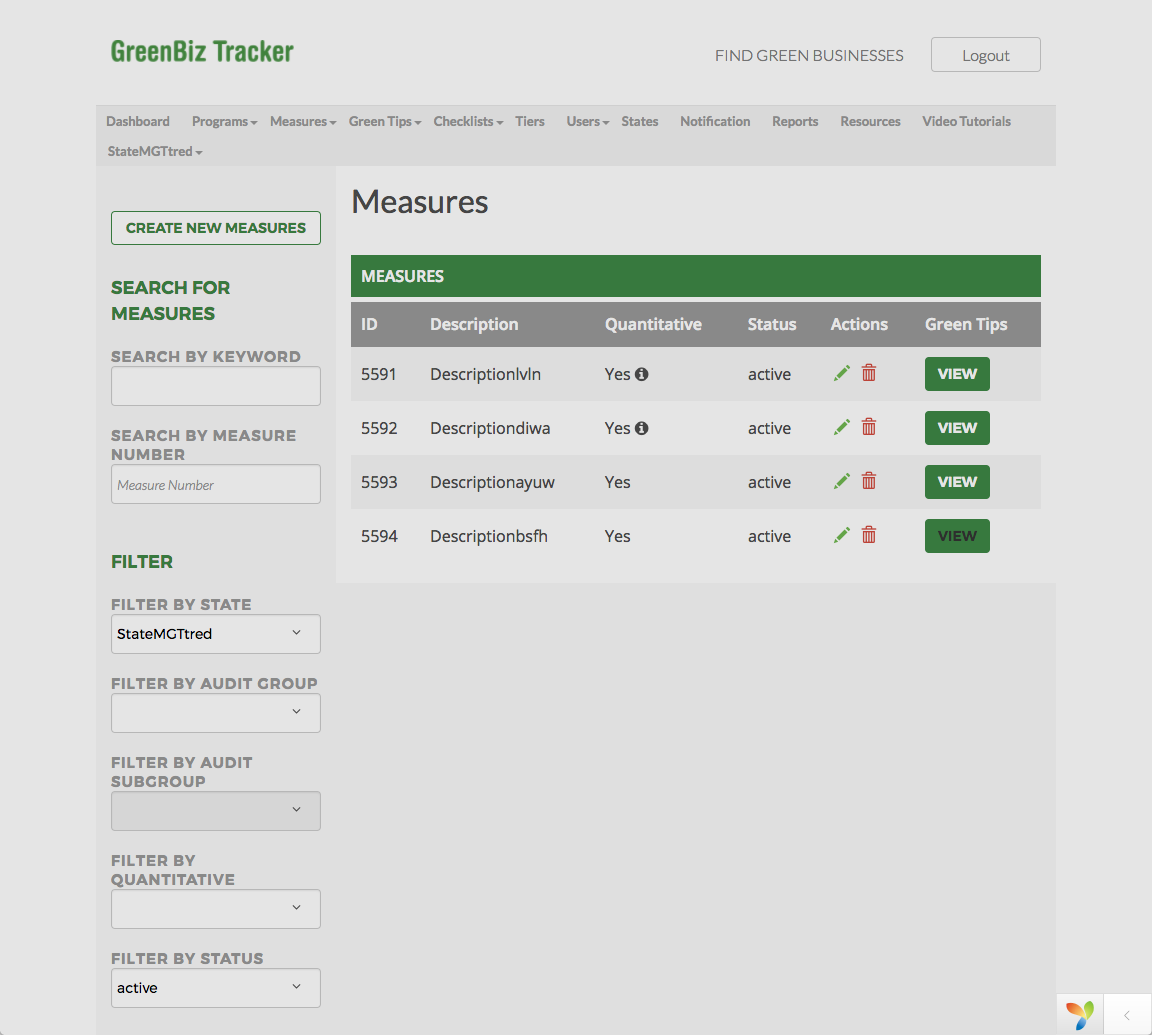 GreenBiz Tracker
FIND GREEN BUSINESSES
Logout
Dashboard Programs Measures Green Tips Checklists Tiers Users States Notification Reports Resources Video Tutorials
StateMGTtred
CREATE NEW MEASURES
SEARCH FOR
MEASURES
SEARCH BY KEYWORD
SEARCH BY MEASURE
NUMBER
Measure Number
FILTER
FILTER BY STATE
StateMGTtred
FILTER BY AUDIT GROUP
FILTER BY AUDIT
SUBGROUP
FILTER BY
QUANTITATIVE
FILTER BY STATUS
active
Measures
MEASURES
ID Description Quantitative Status Actions Green Tips
5591 Descriptionlvln Yes active VIEW
5592 Descriptiondiwa Yes active VIEW
5593 Descriptionayuw Yes active VIEW
5594 Descriptionbsfh Yes active VIEW